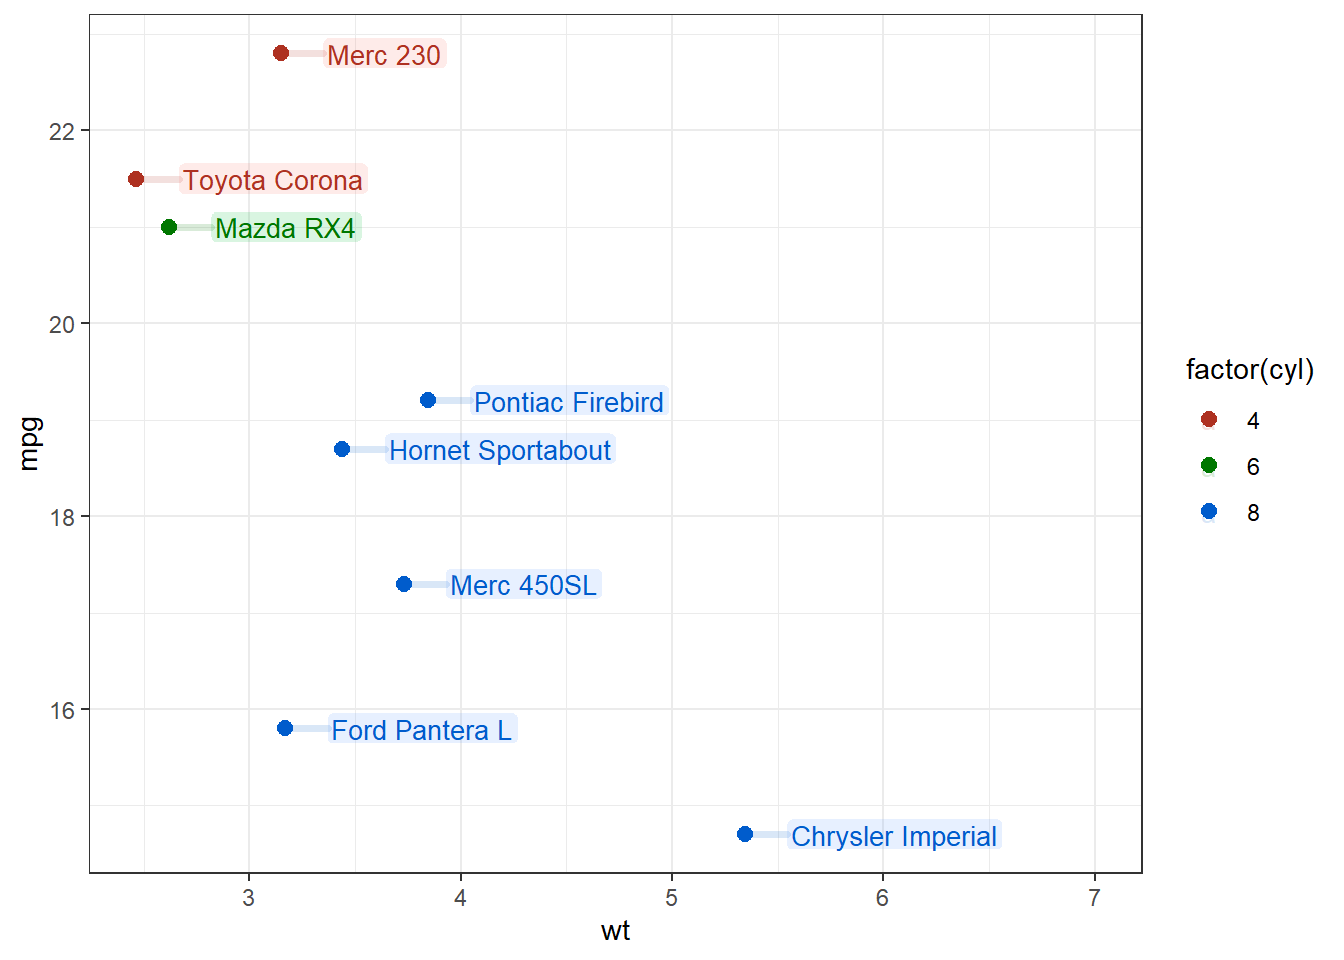 Merc 230
22
Toyota Corona
Mazda RX4
20
Pontiac Firebird
Hornet Sportabout
18
Merc 450SL
Ford Pantera L
16
Chrysler Imperial
3 4 5 6 7
wt
mpg
factor(cyl)
4
6
8